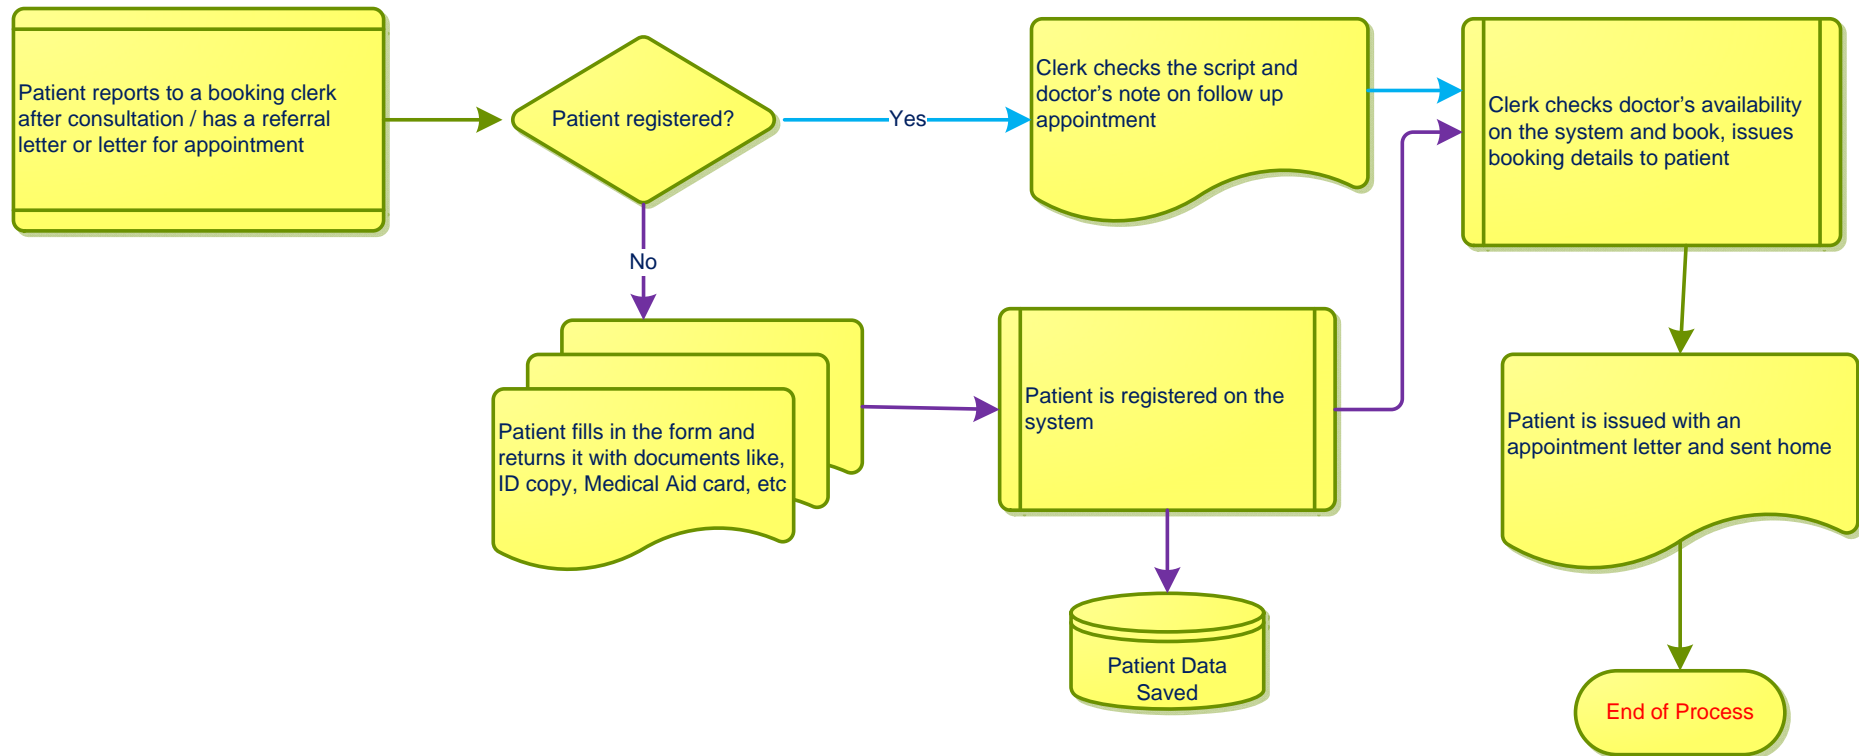 Patient reports to a booking clerk
after consultation / has a referral
letter or letter for appointment
Patient registered?
Yes
Clerk checks the script and
doctor’s note on follow up
appointment
Clerk checks doctor’s availability
on the system and book, issues
booking details to patient
No
Patient fills in the form and
returns it with documents like,
ID copy, Medical Aid card, etc
Patient is registered on the
system
Patient is issued with an
appointment letter and sent home
Patient Data
Saved
End of Process